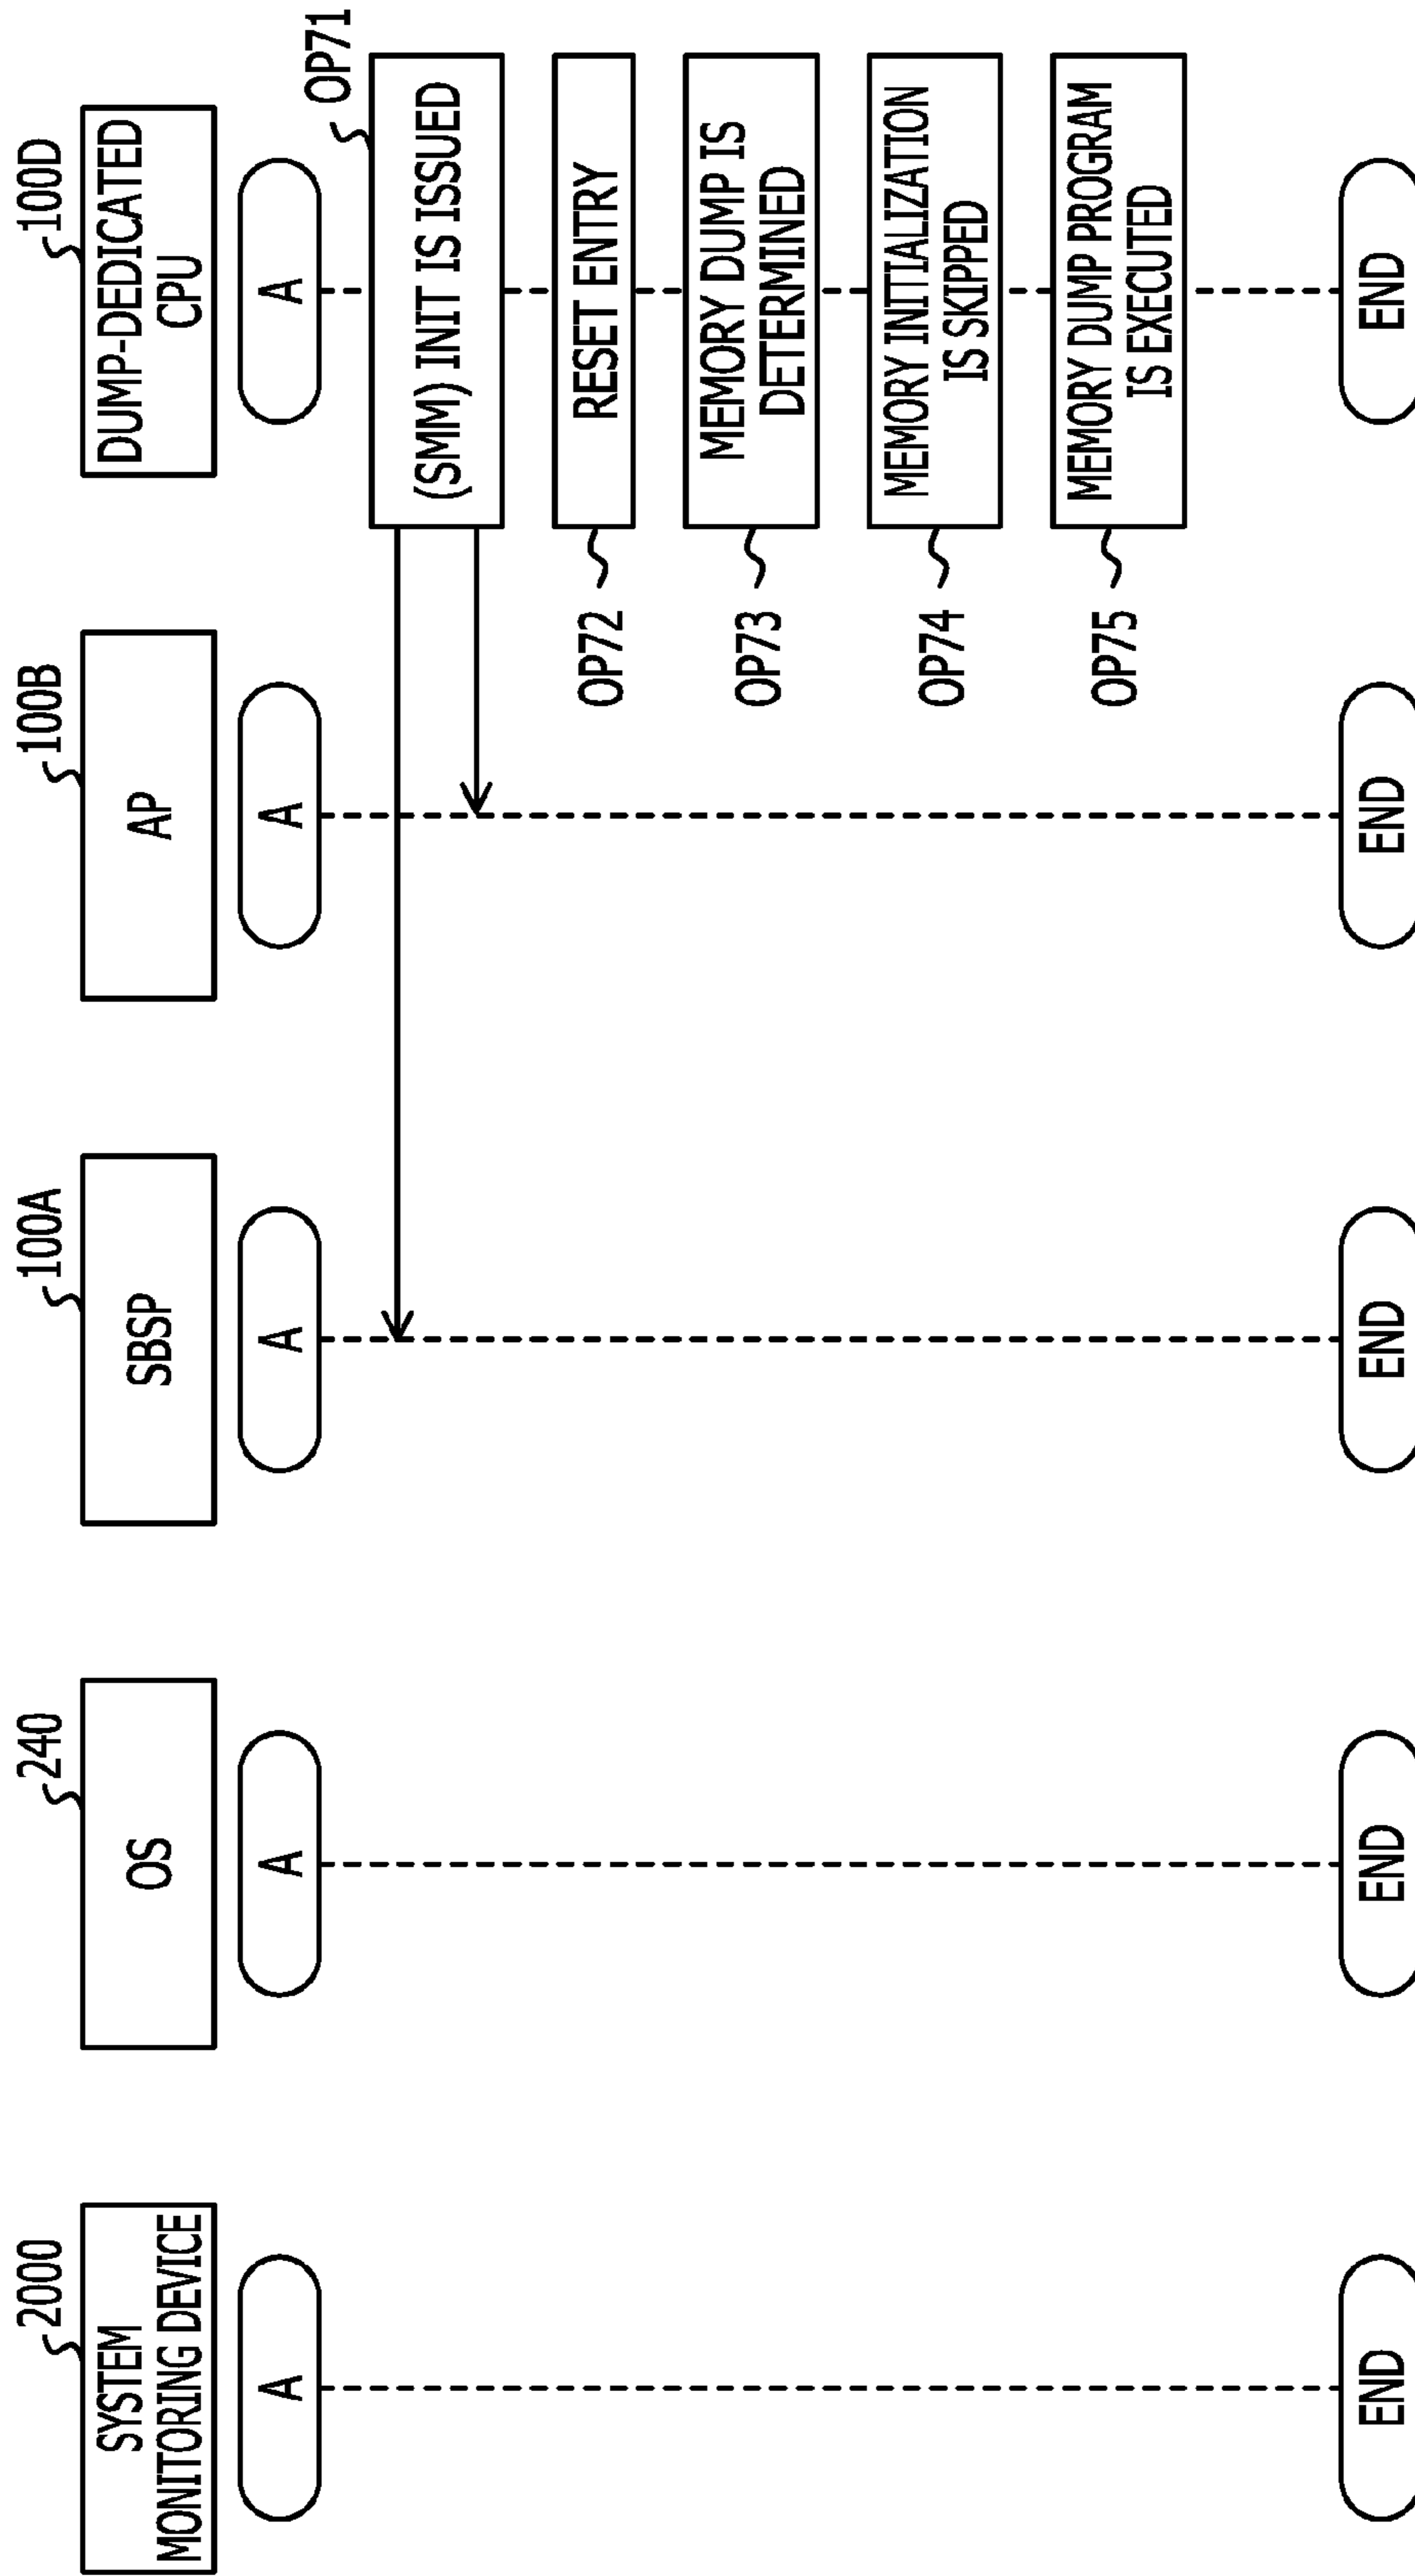 2000
SYSTEM
MONITORING DEVICE
240
OS
100A
SBSP
100B
AP
100D
DUMP-DEDICATED
CPU
A
A
A
A
A
OP71
(SMM) INIT IS ISSUED
OP72
RESET ENTRY
OP73
MEMORY DUMP IS
DETERMINED
OP74
MEMORY INITIALIZATION
IS SKIPPED
OP75
MEMORY DUMP PROGRAM
IS EXECUTED
END
END
END
END
END